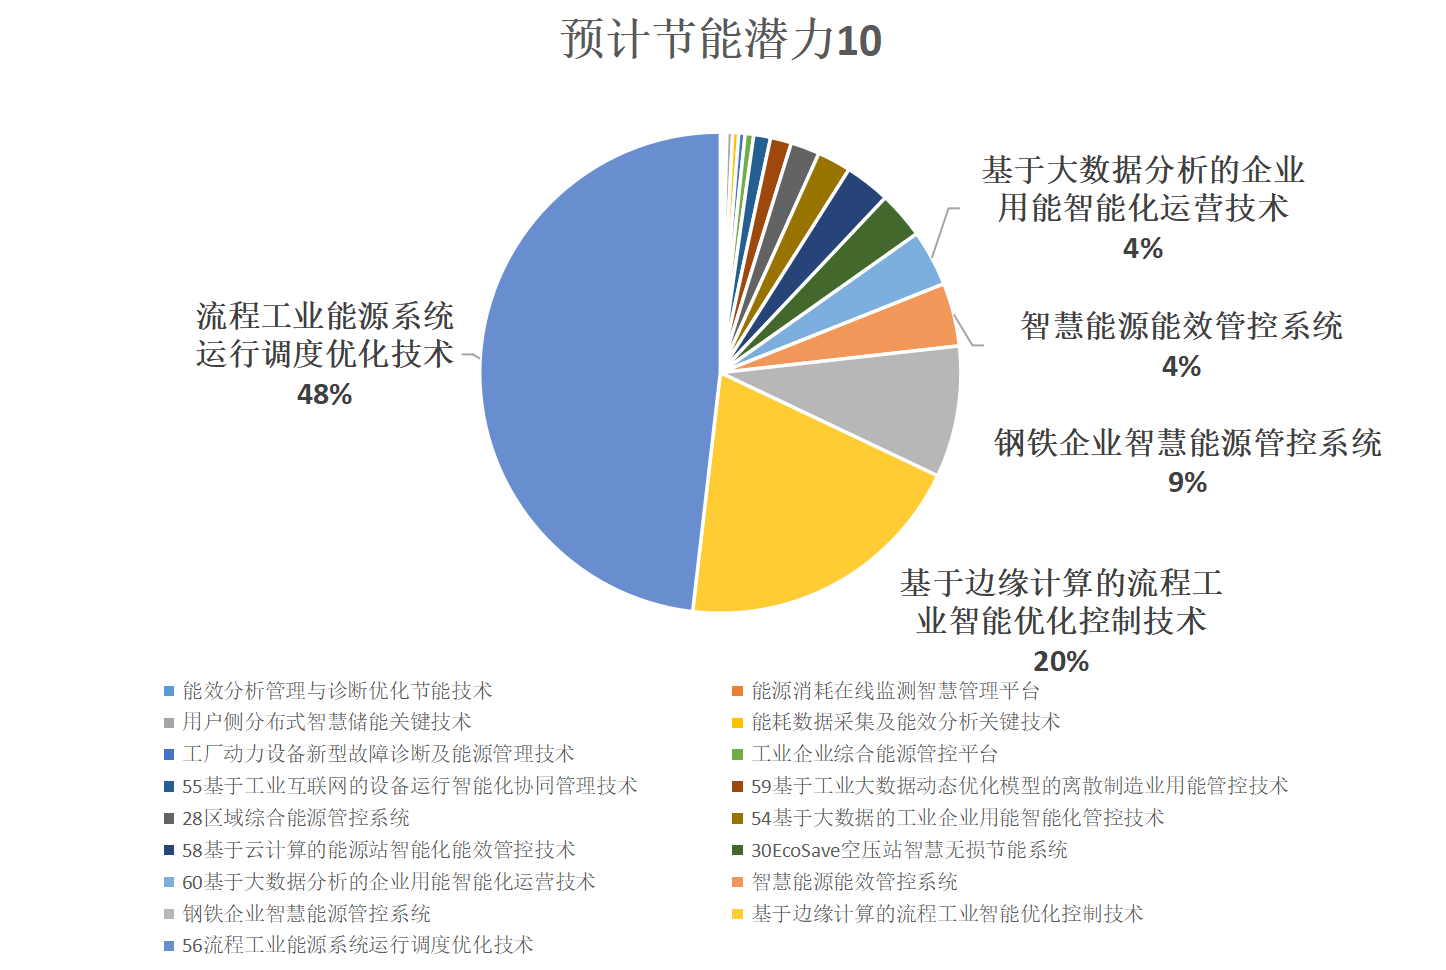 预计节能潜力10
基于大数据分析的企业
用能智能化运营技术
4%
流程工业能源系统
运行调度优化技术
48%
智慧能源能效管控系统
4%
钢铁企业智慧能源管控系统
9%
基于边缘计算的流程工
业智能优化控制技术
20%
能效分析管理与诊断优化节能技术
能源消耗在线监测智慧管理平台
用户侧分布式智慧储能关键技术
能耗数据采集及能效分析关键技术
工厂动力设备新型故障诊断及能源管理技术
工业企业综合能源管控平台
55基于工业互联网的设备运行智能化协同管理技术
59基于工业大数据动态优化模型的离散制造业用能管控技术
28区域综合能源管控系统
54基于大数据的工业企业用能智能化管控技术
58基于云计算的能源站智能化能效管控技术
30EcoSave空压站智慧无损节能系统
60基于大数据分析的企业用能智能化运营技术
智慧能源能效管控系统
钢铁企业智慧能源管控系统
基于边缘计算的流程工业智能优化控制技术
56流程工业能源系统运行调度优化技术